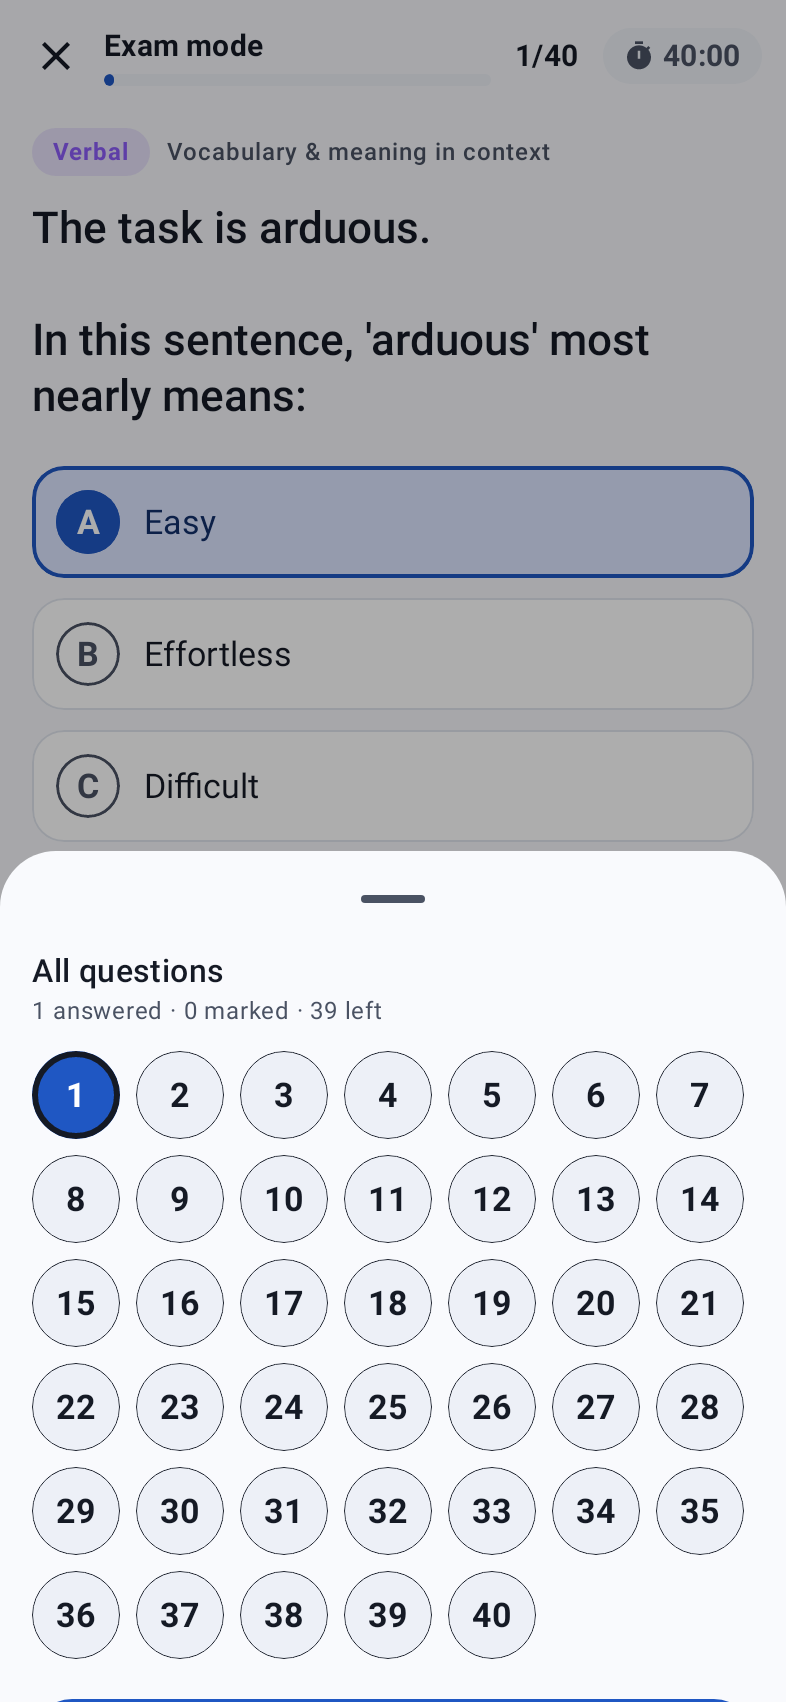 Exam mode
1/40
40:00
Verbal
Vocabulary & meaning in context
The task is arduous.
In this sentence, 'arduous' most
nearly means:
A Easy
B Effortless
C Difficult
All questions
1 answered · 0 marked · 39 left
1 2 3 4 5 6 7
8 9 10 11 12 13 14
15 16 17 18 19 20 21
22 23 24 25 26 27 28
29 30 31 32 33 34 35
36 37 38 39 40